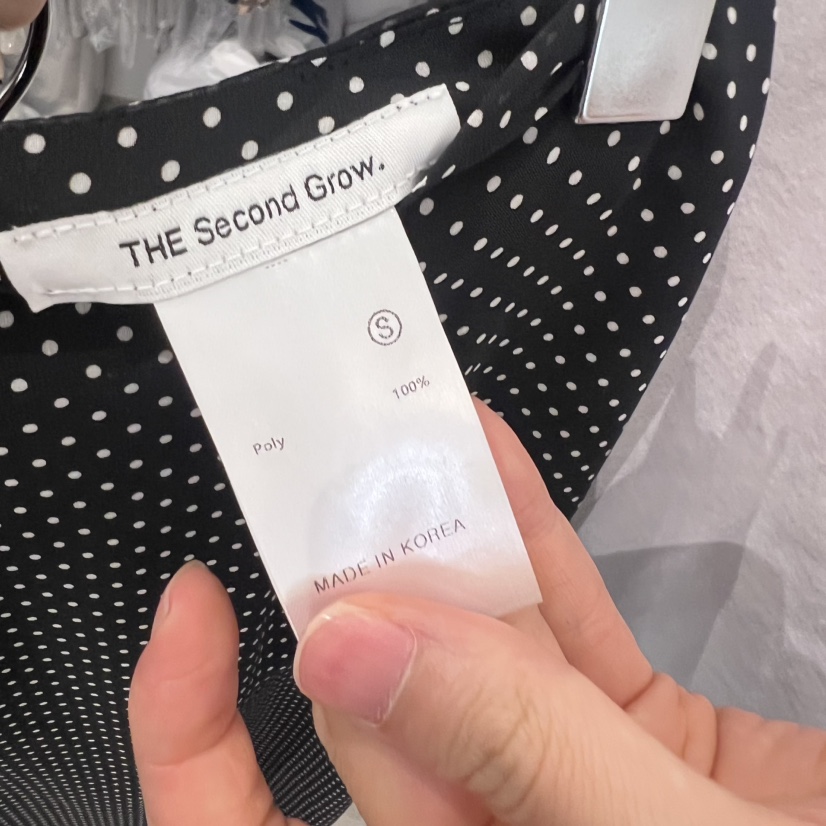 THE Second Grow.
S
Poly 100%
MADE IN KOREA